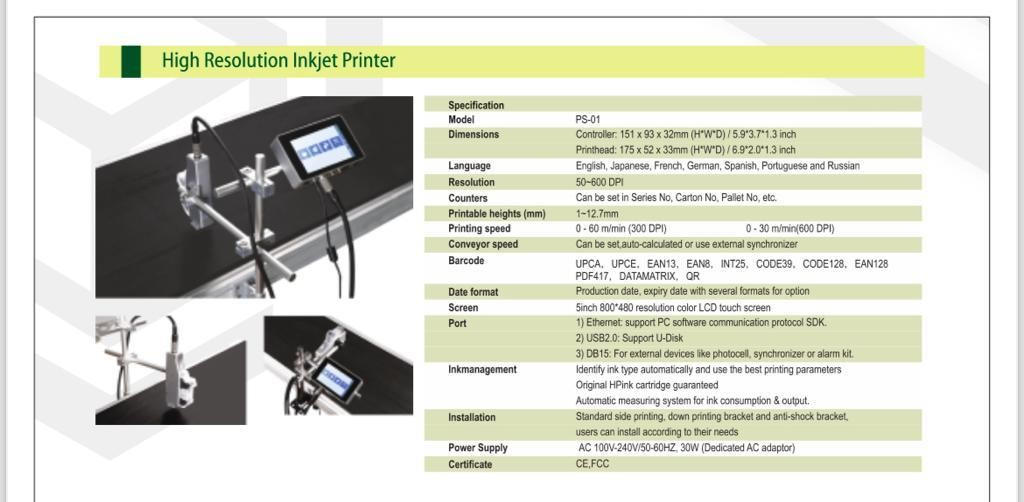 High Resolution Inkjet Printer
Specification
Model PS-01
Dimensions Controller: 151 x 93 x 32mm (H*W*D) / 5.9*3.7*1.3 inch
Printhead: 175 x 52 x 33mm (H*W*D) / 6.9*2.0*1.3 inch
Language English, Japanese, French, German, Spanish, Portuguese and Russian
Resolution 50~600 DPI
Counters Can be set in Series No, Carton No, Pallet No, etc.
Printable heights (mm) 1~12.7mm
Printing speed 0 - 60 m/min (300 DPI) 0 - 30 m/min(600 DPI)
Conveyor speed Can be set,auto-calculated or use external synchronizer
Barcode UPCA, UPCE, EAN13, EAN8, INT25, CODE39, CODE128, EAN128
PDF417, DATAMATRIX, QR
Date format Production date, expiry date with several formats for option
Screen 5inch 800*480 resolution color LCD touch screen
Port 1) Ethernet: support PC software communication protocol SDK.
2) USB2.0: Support U-Disk
3) DB15: For external devices like photocell, synchronizer or alarm kit.
Inkmanagement Identify ink type automatically and use the best printing parameters
Original HPink cartridge guaranteed
Automatic measuring system for ink consumption & output.
Installation Standard side printing, down printing bracket and anti-shock bracket,
users can install according to their needs
Power Supply AC 100V-240V/50-60HZ, 30W (Dedicated AC adaptor)
Certificate CE,FCC